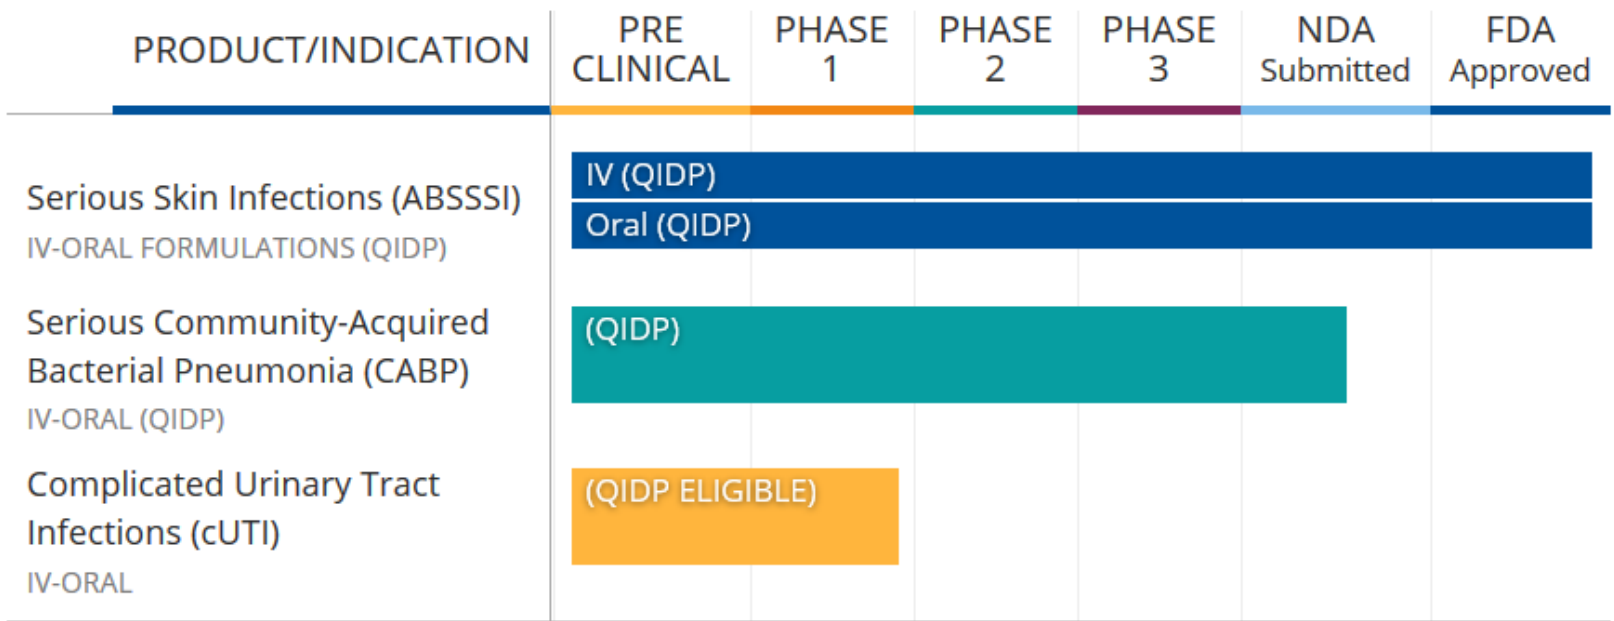 PRODUCT/INDICATION
PRE
CLINICAL
PHASE
1
PHASE
2
PHASE
3
NDA
Submitted
FDA
Approved
Serious Skin Infections (ABSSSI)
IV-ORAL FORMULATIONS (QIDP)
IV (QIDP)
Oral (QIDP)
Serious Community-Acquired
Bacterial Pneumonia (CABP)
IV-ORAL (QIDP)
(QIDP)
Complicated Urinary Tract
Infections (cUTI)
IV-ORAL
(QIDP ELIGIBLE)